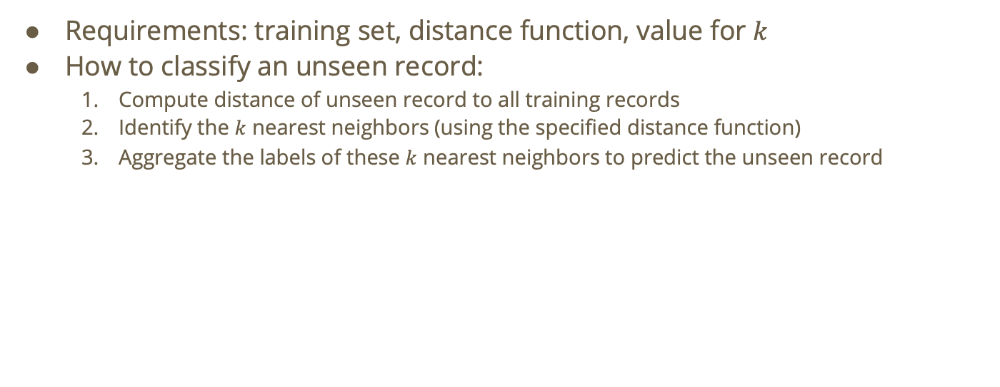 ● Requirements: training set, distance function, value for k
● How to classify an unseen record:
1. Compute distance of unseen record to all training records
2. Identify the k nearest neighbors (using the specified distance function)
3. Aggregate the labels of these k nearest neighbors to predict the unseen record